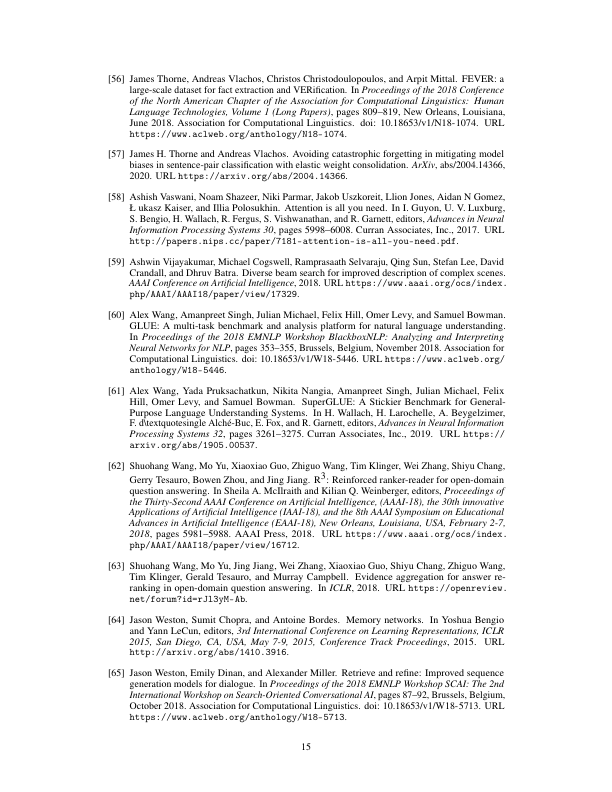 [56] James Thorne, Andreas Vlachos, Christos Christodoulopoulos, and Arpit Mittal. FEVER: a
large-scale dataset for fact extraction and VERification. In Proceedings of the 2018 Conference
of the North American Chapter of the Association for Computational Linguistics: Human
Language Technologies, Volume 1 (Long Papers), pages 809–819, New Orleans, Louisiana,
June 2018. Association for Computational Linguistics. doi: 10.18653/v1/N18-1074. URL
https://www.aclweb.org/anthology/N18-1074.
[57] James H. Thorne and Andreas Vlachos. Avoiding catastrophic forgetting in mitigating model
biases in sentence-pair classification with elastic weight consolidation. ArXiv, abs/2004.14366,
2020. URL https://arxiv.org/abs/2004.14366.
[58] Ashish Vaswani, Noam Shazeer, Niki Parmar, Jakob Uszkoreit, Llion Jones, Aidan N Gomez,
Ł ukasz Kaiser, and Illia Polosukhin. Attention is all you need. In I. Guyon, U. V. Luxburg,
S. Bengio, H. Wallach, R. Fergus, S. Vishwanathan, and R. Garnett, editors, Advances in Neural
Information Processing Systems 30, pages 5998–6008. Curran Associates, Inc., 2017. URL
http://papers.nips.cc/paper/7181-attention-is-all-you-need.pdf.
[59] Ashwin Vijayakumar, Michael Cogswell, Ramprasaath Selvaraju, Qing Sun, Stefan Lee, David
Crandall, and Dhruv Batra. Diverse beam search for improved description of complex scenes.
AAAI Conference on Artificial Intelligence, 2018. URL https://www.aaai.org/ocs/index.
php/AAAI/AAAI18/paper/view/17329.
[60] Alex Wang, Amanpreet Singh, Julian Michael, Felix Hill, Omer Levy, and Samuel Bowman.
GLUE: A multi-task benchmark and analysis platform for natural language understanding.
In Proceedings of the 2018 EMNLP Workshop BlackboxNLP: Analyzing and Interpreting
Neural Networks for NLP, pages 353–355, Brussels, Belgium, November 2018. Association for
Computational Linguistics. doi: 10.18653/v1/W18-5446. URL https://www.aclweb.org/
anthology/W18-5446.
[61] Alex Wang, Yada Pruksachatkun, Nikita Nangia, Amanpreet Singh, Julian Michael, Felix
Hill, Omer Levy, and Samuel Bowman. SuperGLUE: A Stickier Benchmark for General-
Purpose Language Understanding Systems. In H. Wallach, H. Larochelle, A. Beygelzimer,
F. d\textquotesingle Alché-Buc, E. Fox, and R. Garnett, editors, Advances in Neural Information
Processing Systems 32, pages 3261–3275. Curran Associates, Inc., 2019. URL https://
arxiv.org/abs/1905.00537.
[62] Shuohang Wang, Mo Yu, Xiaoxiao Guo, Zhiguo Wang, Tim Klinger, Wei Zhang, Shiyu Chang,
Gerry Tesauro, Bowen Zhou, and Jing Jiang. R³: Reinforced ranker-reader for open-domain
question answering. In Sheila A. McIlraith and Kilian Q. Weinberger, editors, Proceedings of
the Thirty-Second AAAI Conference on Artificial Intelligence, (AAAI-18), the 30th innovative
Applications of Artificial Intelligence (IAAI-18), and the 8th AAAI Symposium on Educational
Advances in Artificial Intelligence (EAAI-18), New Orleans, Louisiana, USA, February 2-7,
2018, pages 5981–5988. AAAI Press, 2018. URL https://www.aaai.org/ocs/index.
php/AAAI/AAAI18/paper/view/16712.
[63] Shuohang Wang, Mo Yu, Jing Jiang, Wei Zhang, Xiaoxiao Guo, Shiyu Chang, Zhiguo Wang,
Tim Klinger, Gerald Tesauro, and Murray Campbell. Evidence aggregation for answer re-
ranking in open-domain question answering. In ICLR, 2018. URL https://openreview.
net/forum?id=rJl3yM-Ab.
[64] Jason Weston, Sumit Chopra, and Antoine Bordes. Memory networks. In Yoshua Bengio
and Yann LeCun, editors, 3rd International Conference on Learning Representations, ICLR
2015, San Diego, CA, USA, May 7-9, 2015, Conference Track Proceedings, 2015. URL
http://arxiv.org/abs/1410.3916.
[65] Jason Weston, Emily Dinan, and Alexander Miller. Retrieve and refine: Improved sequence
generation models for dialogue. In Proceedings of the 2018 EMNLP Workshop SCAI: The 2nd
International Workshop on Search-Oriented Conversational AI, pages 87–92, Brussels, Belgium,
October 2018. Association for Computational Linguistics. doi: 10.18653/v1/W18-5713. URL
https://www.aclweb.org/anthology/W18-5713.
15